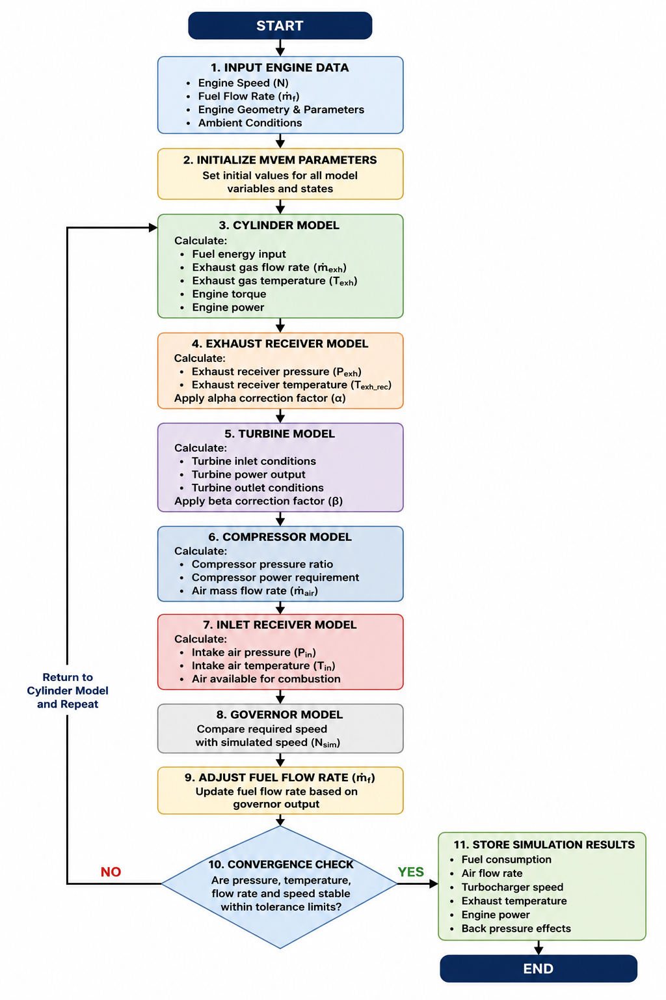 START
1. INPUT ENGINE DATA
• Engine Speed (N)
• Fuel Flow Rate (ṁf)
• Engine Geometry & Parameters
• Ambient Conditions
2. INITIALIZE MVEM PARAMETERS
Set initial values for all model
variables and states
3. CYLINDER MODEL
Calculate:
• Fuel energy input
• Exhaust gas flow rate (ṁexh)
• Exhaust gas temperature (Texh)
• Engine torque
• Engine power
4. EXHAUST RECEIVER MODEL
Calculate:
• Exhaust receiver pressure (Pexh)
• Exhaust receiver temperature (Texh_rec)
Apply alpha correction factor (α)
5. TURBINE MODEL
Calculate:
• Turbine inlet conditions
• Turbine power output
• Turbine outlet conditions
Apply beta correction factor (β)
6. COMPRESSOR MODEL
Calculate:
• Compressor pressure ratio
• Compressor power requirement
• Air mass flow rate (ṁair)
7. INLET RECEIVER MODEL
Calculate:
• Intake air pressure (Pin)
• Intake air temperature (Tin)
• Air available for combustion
Return to
Cylinder Model
and Repeat
8. GOVERNOR MODEL
Compare required speed
with simulated speed (Nsim)
9. ADJUST FUEL FLOW RATE (ṁf)
Update fuel flow rate based on
governor output
10. CONVERGENCE CHECK
Are pressure, temperature,
flow rate and speed stable
within tolerance limits?
NO
YES
11. STORE SIMULATION RESULTS
• Fuel consumption
• Air flow rate
• Turbocharger speed
• Exhaust temperature
• Engine power
• Back pressure effects
END